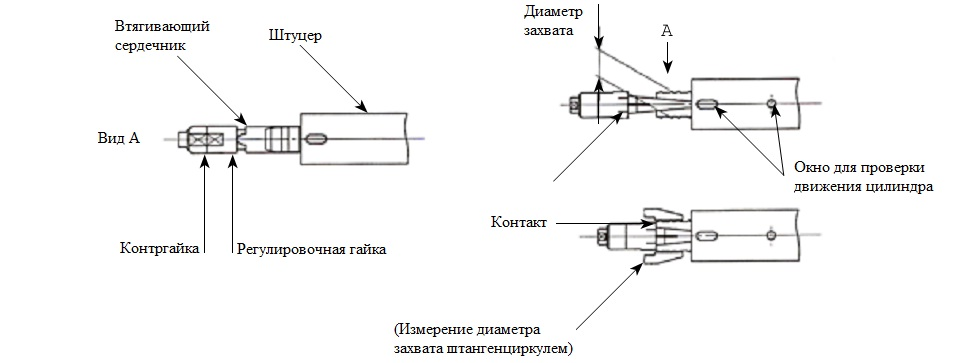 Втягивающий
сердечник
Штуцер
Вид А
Контргайка
Регулировочная гайка
Диаметр
захвата
А
Окно для проверки
движения цилиндра
Контакт
(Измерение диаметра
захвата штангенциркулем)